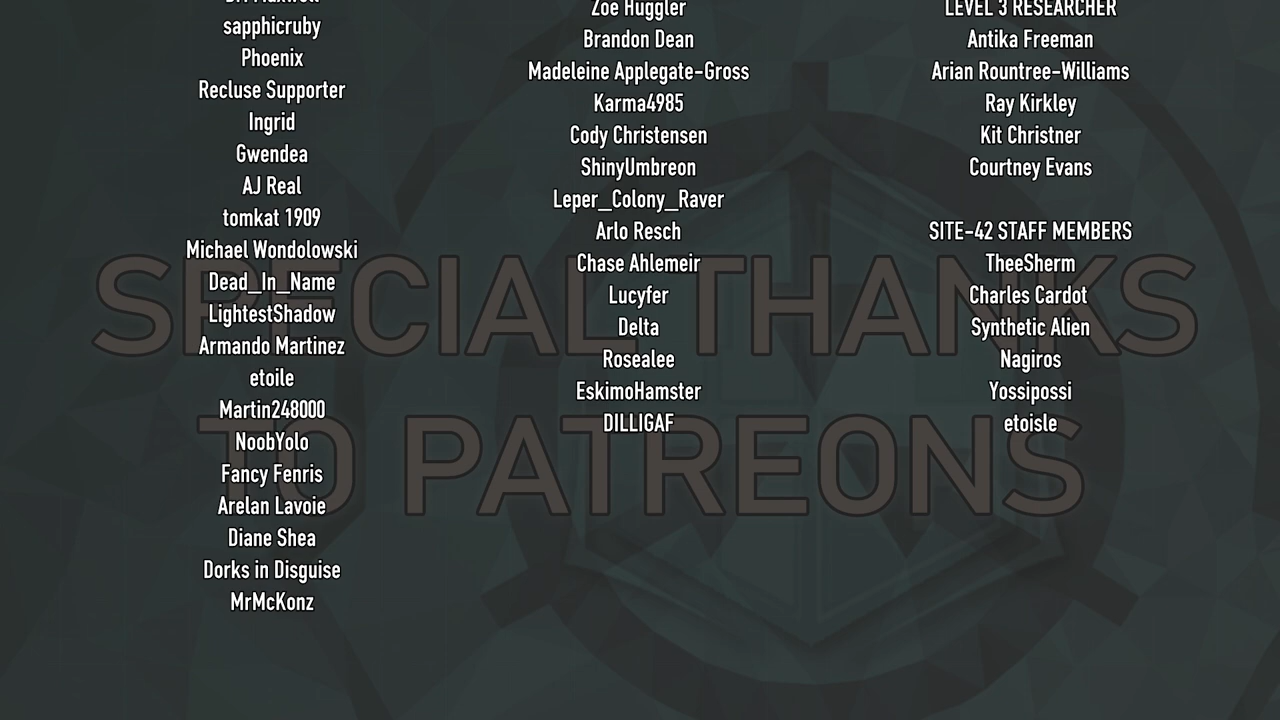 sapphicruby
Phoenix
Recluse Supporter
Ingrid
Gwendea
AJ Real
tomkat 1909
Michael Wondolowski
Dead_In_Name
LightestShadow
Armando Martinez
etoile
Martin248000
NoobYolo
Fancy Fenris
Arelan Lavoie
Diane Shea
Dorks in Disguise
MrMcKonz
Zoe Huggler
Brandon Dean
Madeleine Applegate-Gross
Karma4985
Cody Christensen
ShinyUmbreon
Leper_Colony_Raver
Arlo Resch
Chase Ahlemeir
Lucyfer
Delta
Rosealee
EskimoHamster
DILLIGAF
LEVEL 3 RESEARCHER
Antika Freeman
Arian Rountree-Williams
Ray Kirkley
Kit Christner
Courtney Evans
SITE-42 STAFF MEMBERS
TheeSherm
Charles Cardot
Synthetic Alien
Nagiros
Yossipossi
etoisle
SPECIAL THANKS
TO PATREONS